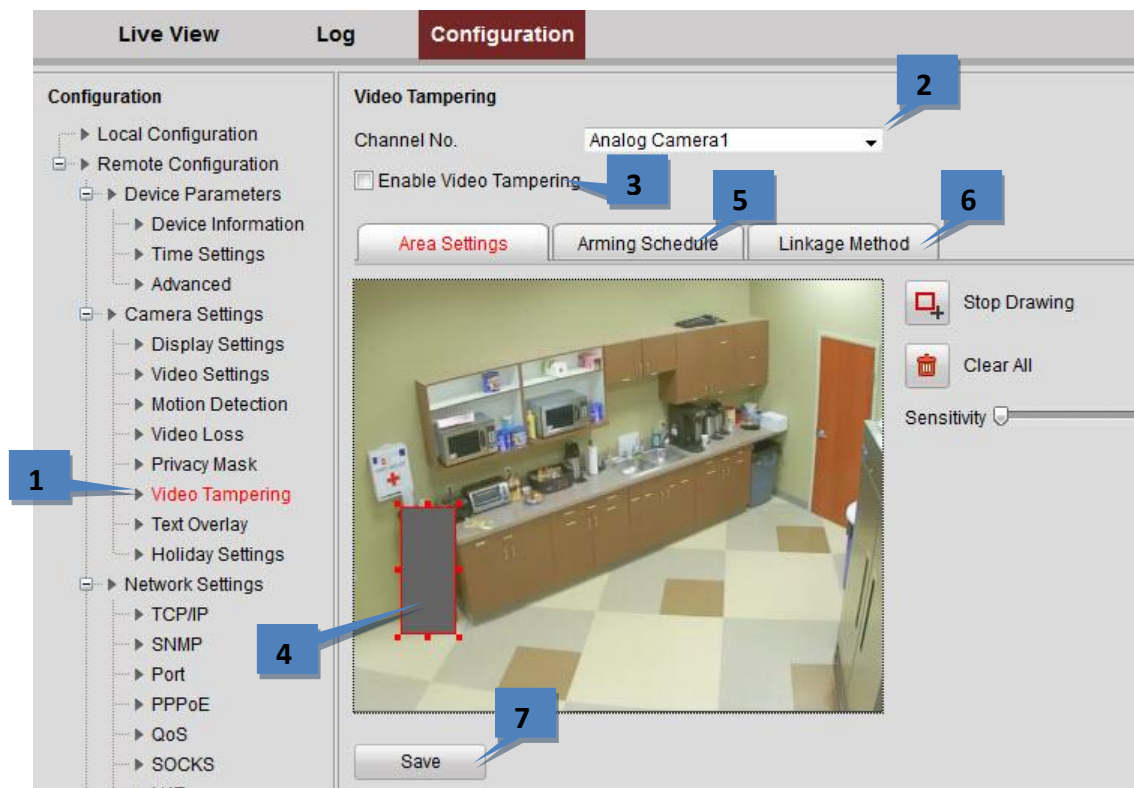 Live View Log Configuration
Configuration
Local Configuration
Remote Configuration
Device Parameters
Device Information
Time Settings
Advanced
Camera Settings
Display Settings
Video Settings
Motion Detection
Video Loss
Privacy Mask
1
Video Tampering
Text Overlay
Holiday Settings
Network Settings
TCP/IP
SNMP
Port
PPPoE
QoS
SOCKS
Video Tampering
2
Channel No. Analog Camera1
Enable Video Tampering
3
5
6
Area Settings Arming Schedule Linkage Method
Stop Drawing
Clear All
Sensitivity
4
7
Save